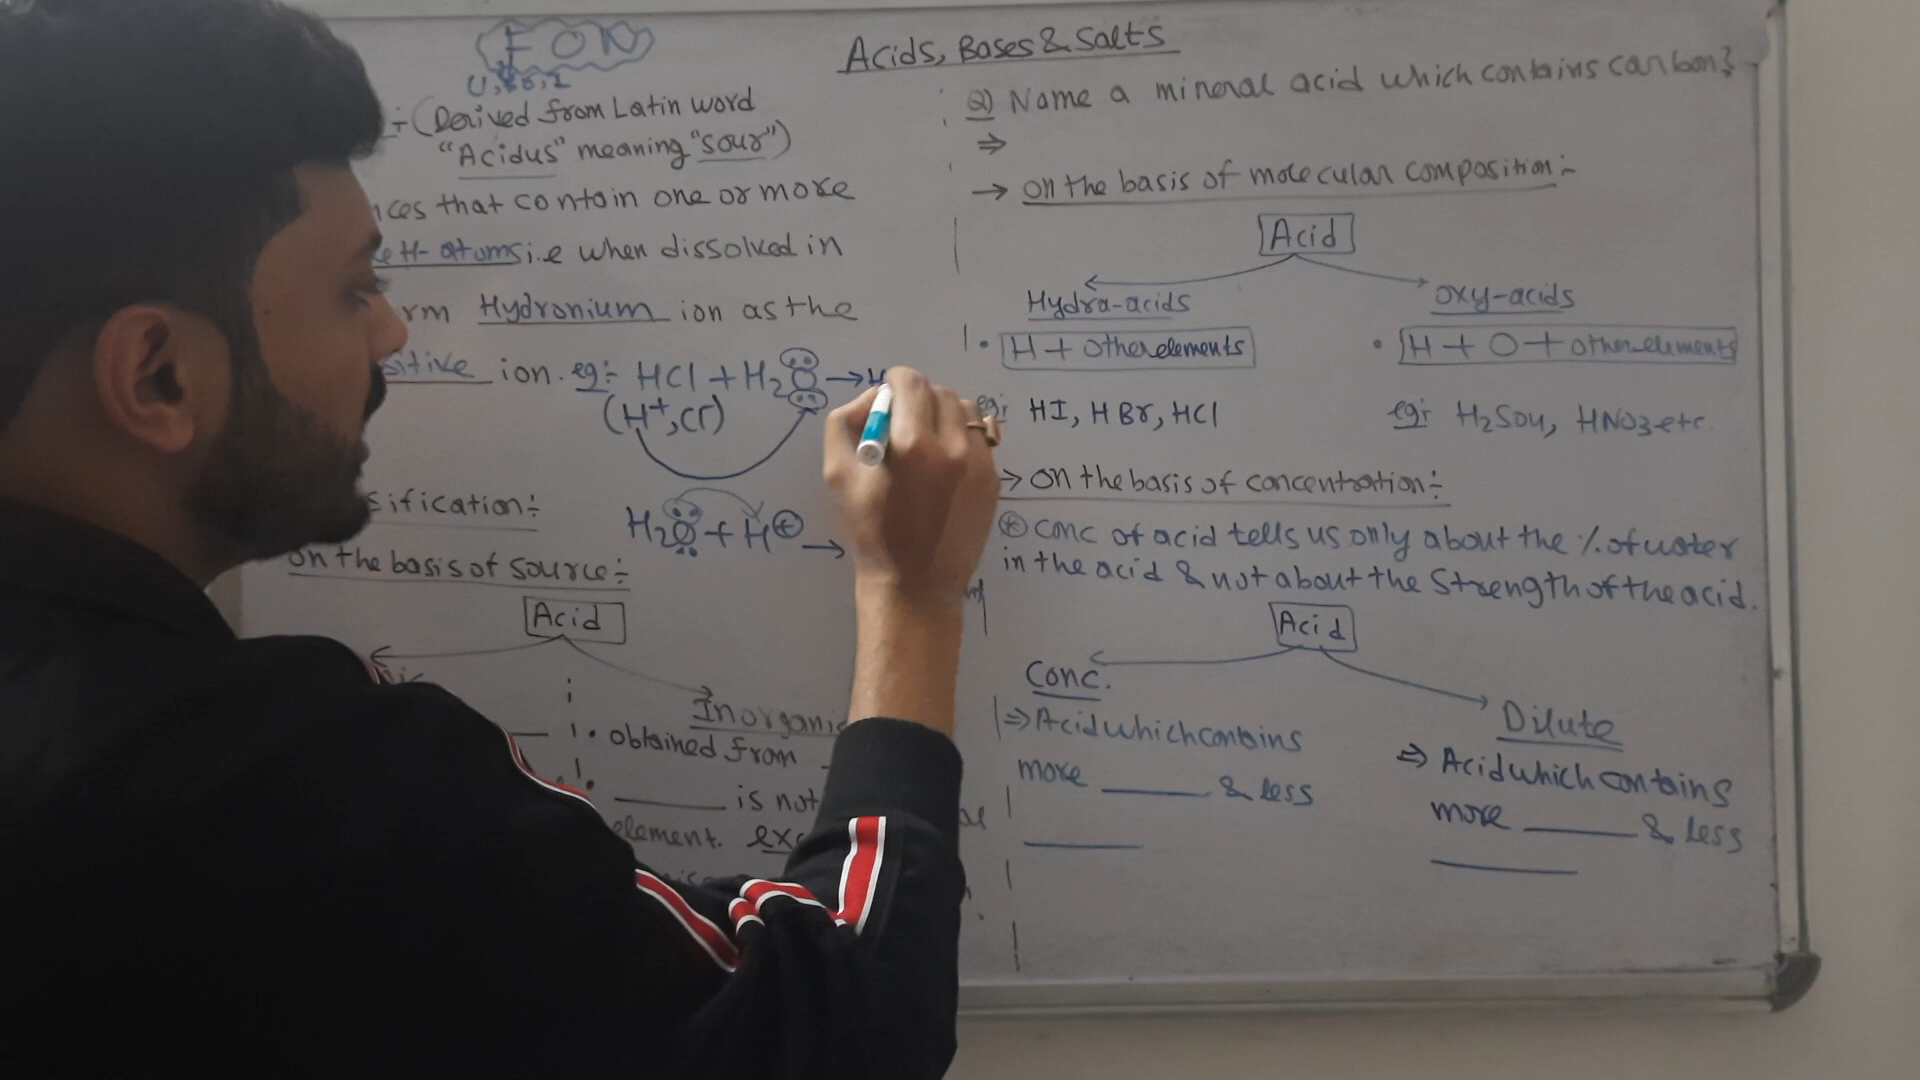 FON
Acids, Bases & Salts
:- (Derived from Latin word
"Acidus" meaning "sour")
nces that contain one or more
e H-atoms i.e when dissolved in
rm Hydronium ion as the
sitive ion. eg:- HCl + H2O → H
(H+, Cl-)
H2O + H+ →
sification:-
on the basis of source:-
Acid
nic
Inorganic
• obtained from
is not
element. exc
Q) Name a mineral acid which contains carbon?
⇒
→ on the basis of molecular composition:-
Acid
Hydra-acids
oxy-acids
• H + other elements
• H + O + other elements
eg: HI, HBr, HCl
eg: H2SO4, HNO3 etc.
→ on the basis of concentration:-
* conc of acid tells us only about the % of water
in the acid & not about the strength of the acid.
Acid
Conc.
⇒ Acid which contains
more ______ & less
______
Dilute
⇒ Acid which contains
more ______ & less
______